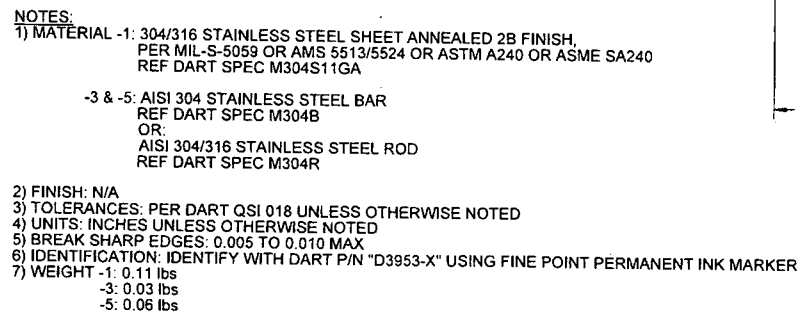 NOTES:
1) MATERIAL -1: 304/316 STAINLESS STEEL SHEET ANNEALED 2B FINISH,
PER MIL-S-5059 OR AMS 5513/5524 OR ASTM A240 OR ASME SA240
REF DART SPEC M304S11GA
-3 & -5: AISI 304 STAINLESS STEEL BAR
REF DART SPEC M304B
OR:
AISI 304/316 STAINLESS STEEL ROD
REF DART SPEC M304R
2) FINISH: N/A
3) TOLERANCES: PER DART QSI 018 UNLESS OTHERWISE NOTED
4) UNITS: INCHES UNLESS OTHERWISE NOTED
5) BREAK SHARP EDGES: 0.005 TO 0.010 MAX
6) IDENTIFICATION: IDENTIFY WITH DART P/N "D3953-X" USING FINE POINT PERMANENT INK MARKER
7) WEIGHT -1: 0.11 lbs
-3: 0.03 lbs
-5: 0.06 lbs